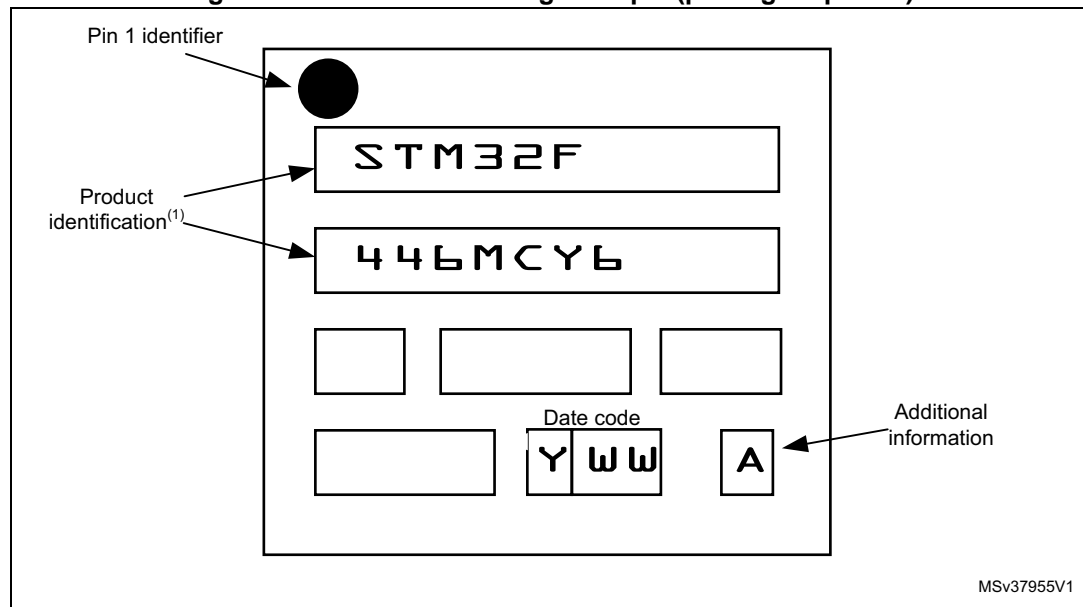 Pin 1 identifier
STM32F
Product
identification(1)
446MCY6
Date code
Y WW
A
Additional
information
MSv37955V1